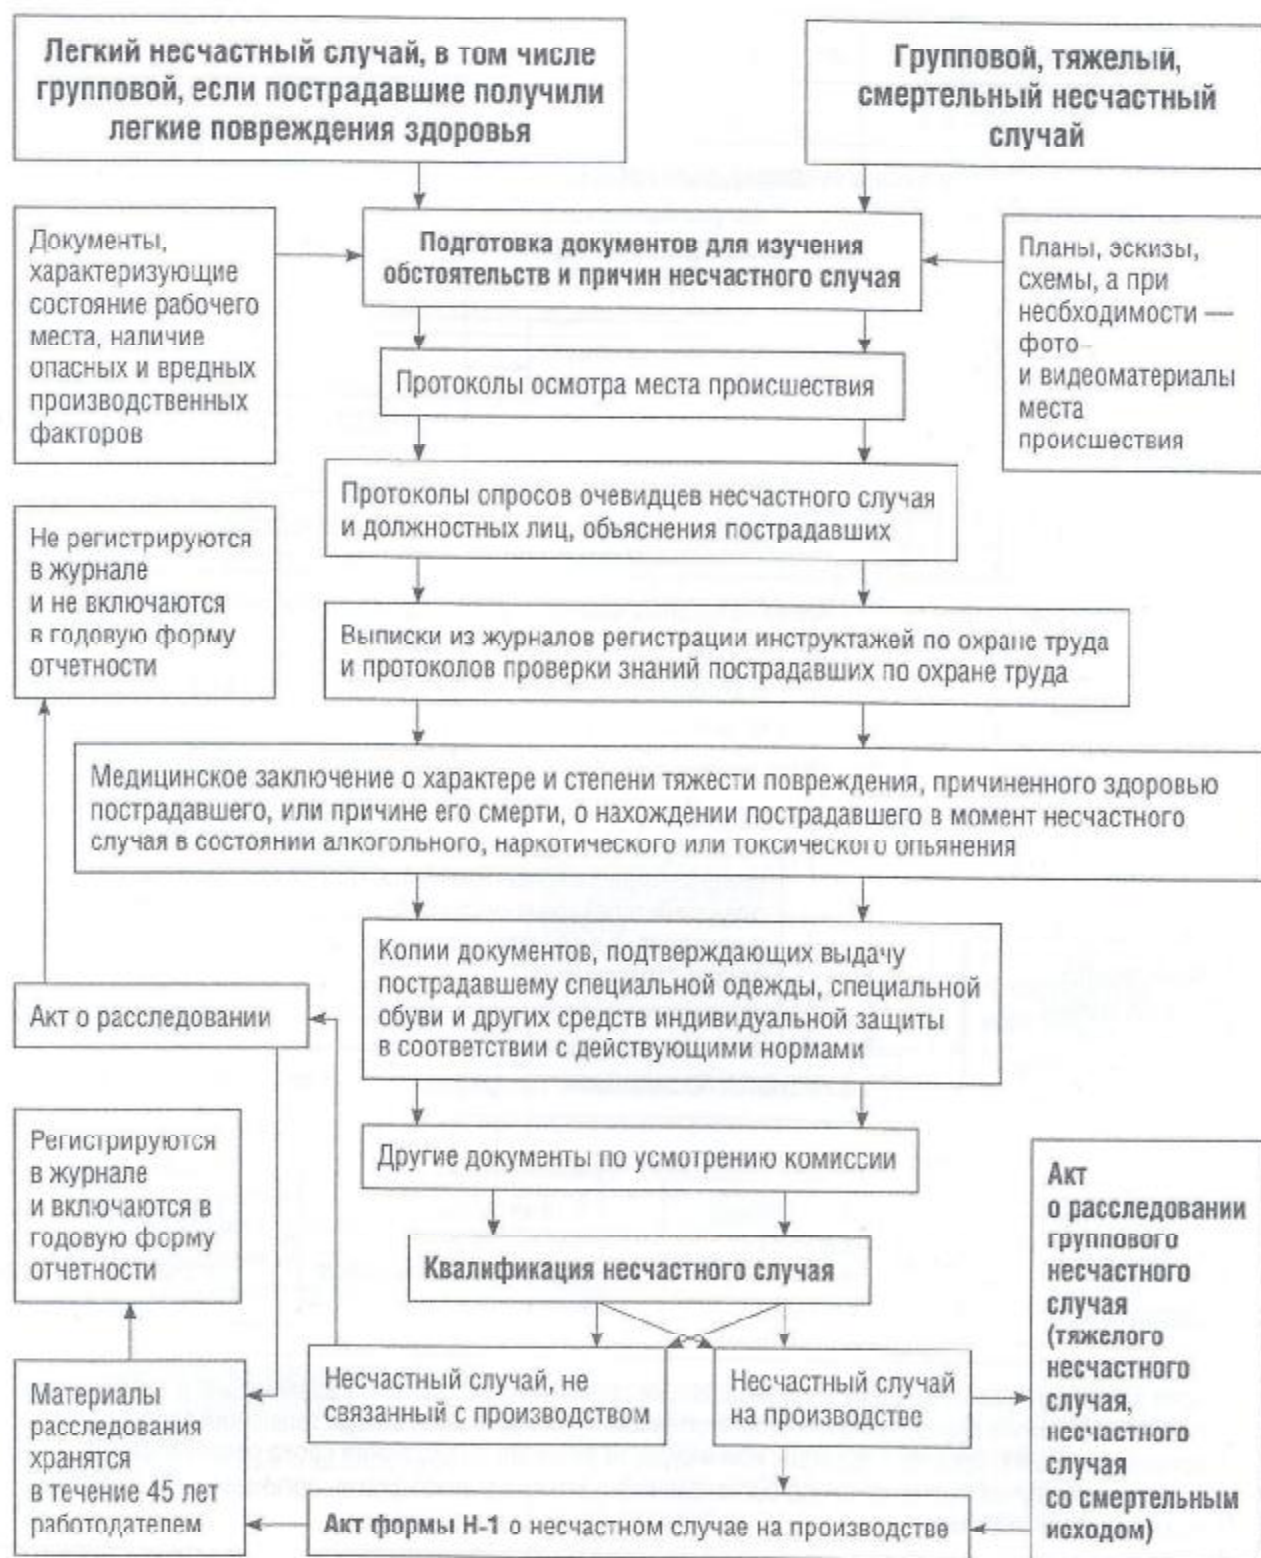 Легкий несчастный случай, в том числе
групповой, если пострадавшие получили
легкие повреждения здоровья
Групповой, тяжелый,
смертельный несчастный
случай
Документы,
характеризующие
состояние рабочего
места, наличие
опасных и вредных
производственных
факторов
Подготовка документов для изучения
обстоятельств и причин несчастного случая
Планы, эскизы,
схемы, а при
необходимости —
фото-
и видеоматериалы
места
происшествия
Протоколы осмотра места происшествия
Протоколы опросов очевидцев несчастного случая
и должностных лиц, объяснения пострадавших
Не регистрируются
в журнале
и не включаются
в годовую форму
отчетности
Выписки из журналов регистрации инструктажей по охране труда
и протоколов проверки знаний пострадавших по охране труда
Медицинское заключение о характере и степени тяжести повреждения, причиненного здоровью
пострадавшего, или причине его смерти, о нахождении пострадавшего в момент несчастного
случая в состоянии алкогольного, наркотического или токсического опьянения
Копии документов, подтверждающих выдачу
пострадавшему специальной одежды, специальной
обуви и других средств индивидуальной защиты
в соответствии с действующими нормами
Акт о расследовании
Другие документы по усмотрению комиссии
Регистрируются
в журнале
и включаются в
годовую форму
отчетности
Квалификация несчастного случая
Акт
о расследовании
группового
несчастного
случая
(тяжелого
несчастного
случая,
несчастного
случая
со смертельным
исходом)
Несчастный случай, не
связанный с производством
Несчастный случай
на производстве
Материалы
расследования
хранятся
в течение 45 лет
работодателем
Акт формы Н-1 о несчастном случае на производстве